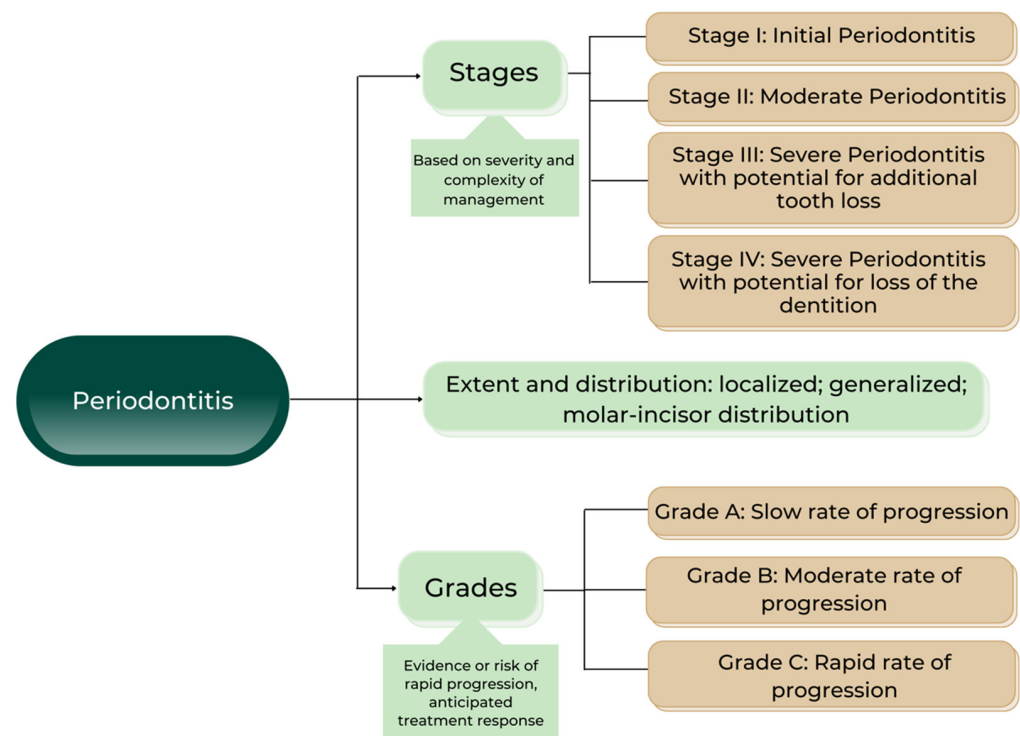 Stages
Based on severity and
complexity of
management
Stage I: Initial Periodontitis
Stage II: Moderate Periodontitis
Stage III: Severe Periodontitis
with potential for additional
tooth loss
Stage IV: Severe Periodontitis
with potential for loss of the
dentition
Periodontitis
Extent and distribution: localized; generalized;
molar-incisor distribution
Grades
Evidence or risk of
rapid progression,
anticipated
treatment response
Grade A: Slow rate of progression
Grade B: Moderate rate of
progression
Grade C: Rapid rate of
progression